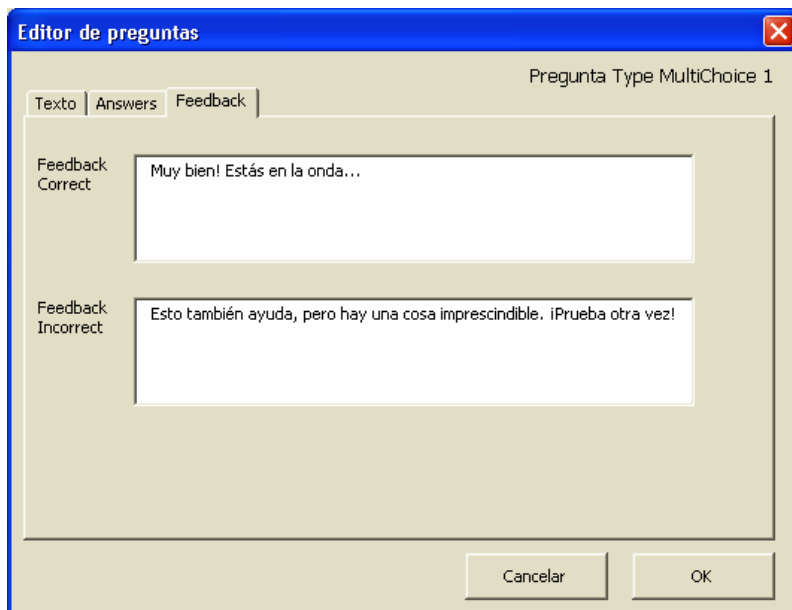 Editor de preguntas
Pregunta Type MultiChoice 1
Texto Answers Feedback
Feedback
Correct
Muy bien! Estás en la onda...
Feedback
Incorrect
Esto también ayuda, pero hay una cosa imprescindible. ¡Prueba otra vez!
Cancelar OK